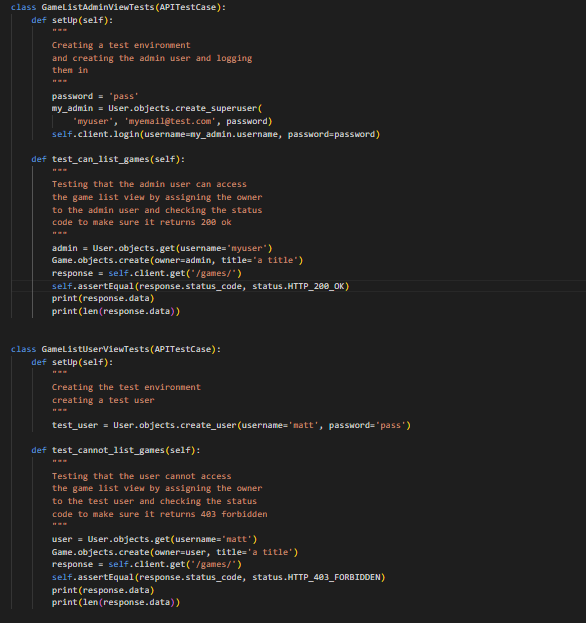 class GameListAdminViewTests(APITestCase):
    def setUp(self):
        """
        Creating a test environment
        and creating the admin user and logging
        them in
        """
        password = 'pass'
        my_admin = User.objects.create_superuser(
            'myuser', 'myemail@test.com', password)
        self.client.login(username=my_admin.username, password=password)
    def test_can_list_games(self):
        """
        Testing that the admin user can access
        the game list view by assigning the owner
        to the admin user and checking the status
        code to make sure it returns 200 ok
        """
        admin = User.objects.get(username='myuser')
        Game.objects.create(owner=admin, title='a title')
        response = self.client.get('/games/')
        self.assertEqual(response.status_code, status.HTTP_200_OK)
        print(response.data)
        print(len(response.data))
class GameListUserViewTests(APITestCase):
    def setUp(self):
        """
        Creating the test environment
        creating a test user
        """
        test_user = User.objects.create_user(username='matt', password='pass')
    def test_cannot_list_games(self):
        """
        Testing that the user cannot access
        the game list view by assigning the owner
        to the test user and checking the status
        code to make sure it returns 403 forbidden
        """
        user = User.objects.get(username='matt')
        Game.objects.create(owner=user, title='a title')
        response = self.client.get('/games/')
        self.assertEqual(response.status_code, status.HTTP_403_FORBIDDEN)
        print(response.data)
        print(len(response.data))